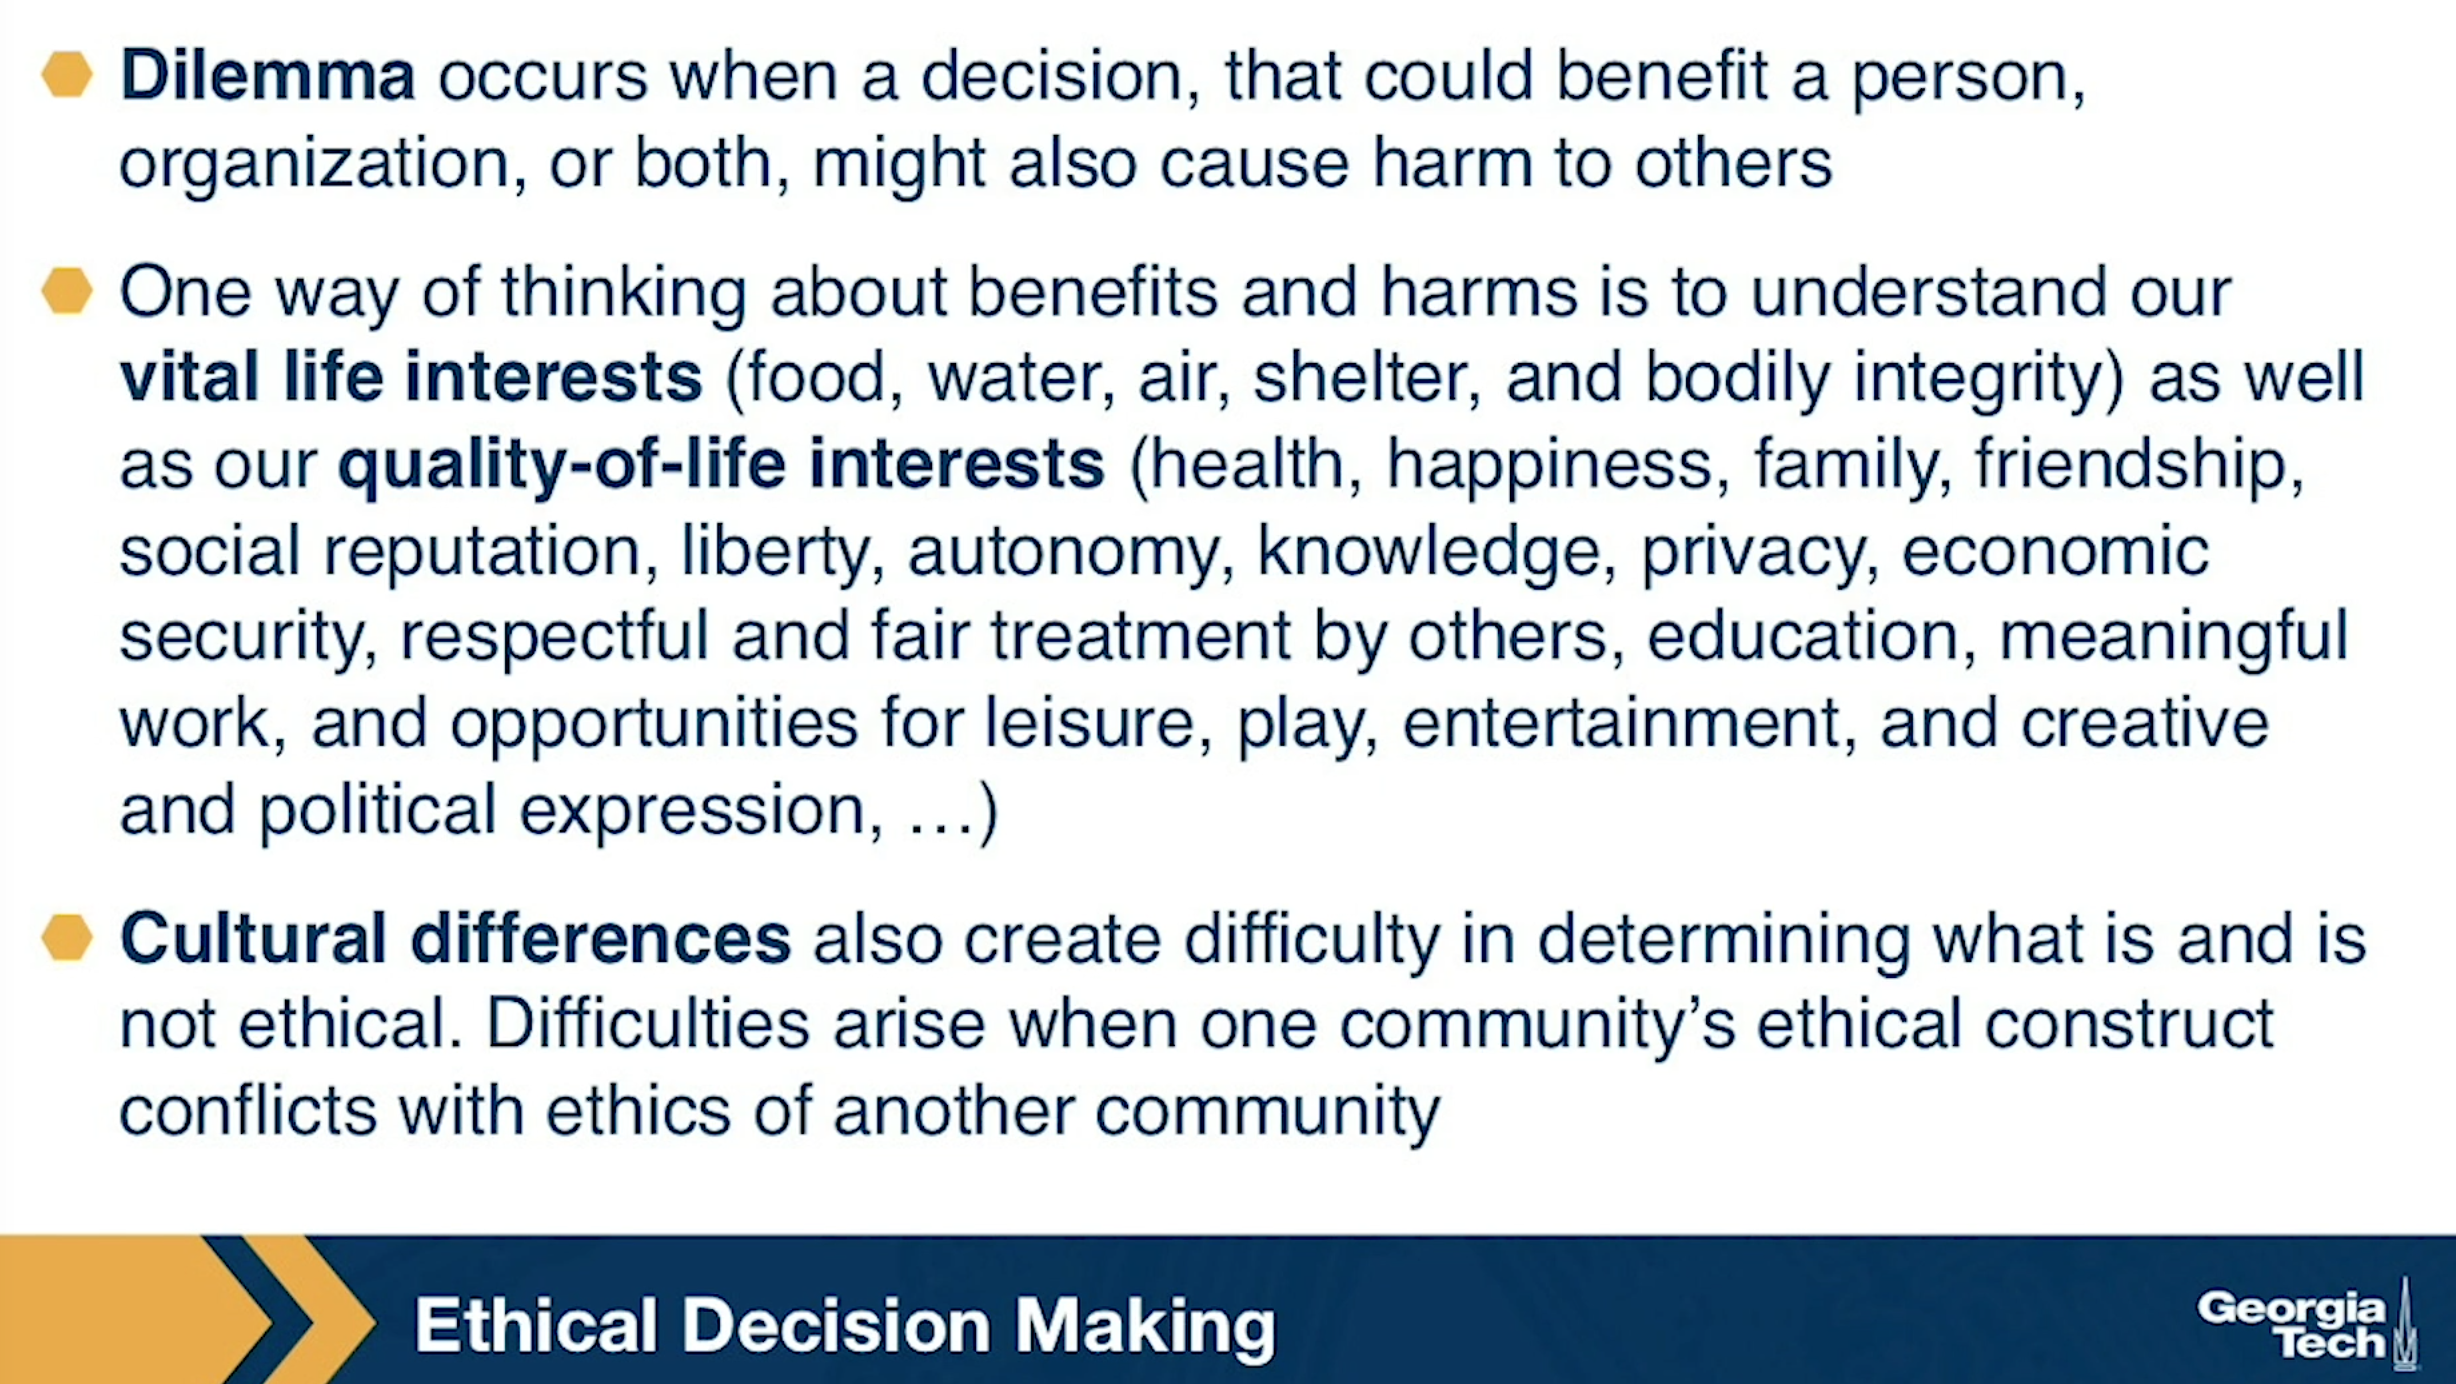 Dilemma occurs when a decision, that could benefit a person,
organization, or both, might also cause harm to others
One way of thinking about benefits and harms is to understand our
vital life interests (food, water, air, shelter, and bodily integrity) as well
as our quality-of-life interests (health, happiness, family, friendship,
social reputation, liberty, autonomy, knowledge, privacy, economic
security, respectful and fair treatment by others, education, meaningful
work, and opportunities for leisure, play, entertainment, and creative
and political expression, …)
Cultural differences also create difficulty in determining what is and is
not ethical. Difficulties arise when one community’s ethical construct
conflicts with ethics of another community
Ethical Decision Making
Georgia
Tech